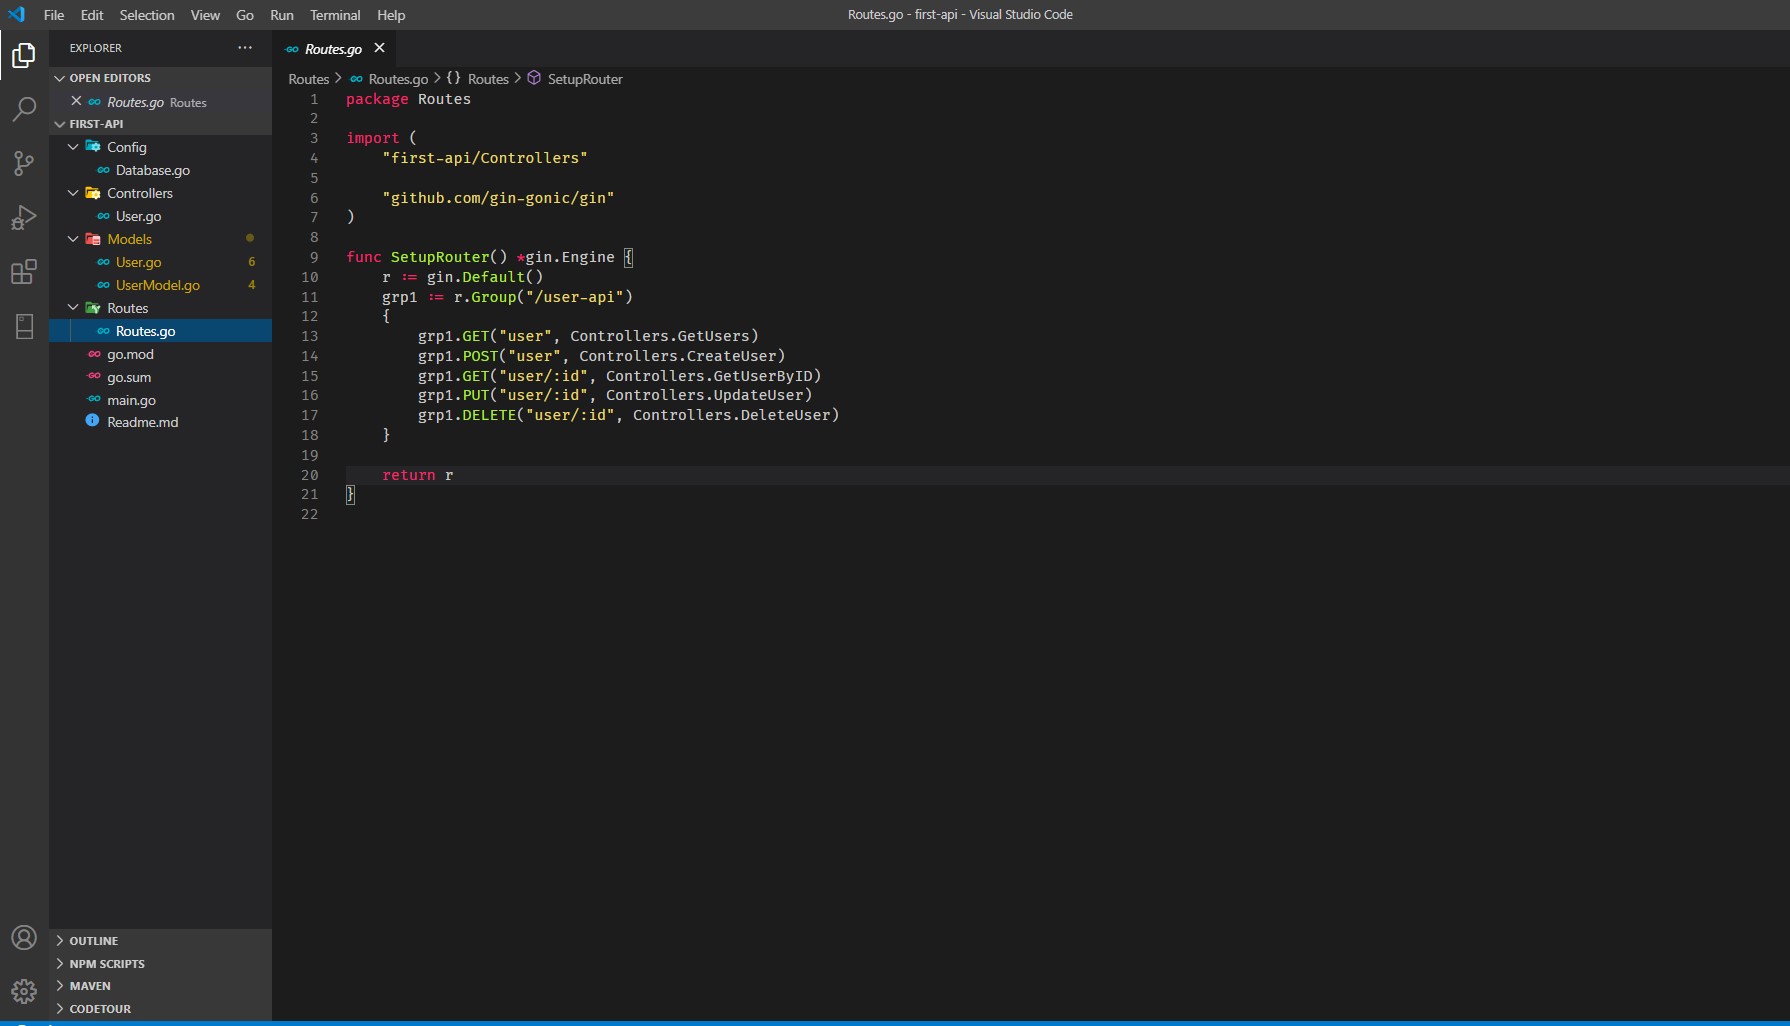 File Edit Selection View Go Run Terminal Help
Routes.go - first-api - Visual Studio Code
EXPLORER
OPEN EDITORS
Routes.go Routes
FIRST-API
Config
Database.go
Controllers
User.go
Models
User.go 6
UserModel.go 4
Routes
Routes.go
go.mod
go.sum
main.go
Readme.md
OUTLINE
NPM SCRIPTS
MAVEN
CODETOUR
Routes.go
Routes > Routes.go > {} Routes > SetupRouter
1 package Routes
2
3 import (
4     "first-api/Controllers"
5
6     "github.com/gin-gonic/gin"
7 )
8
9 func SetupRouter() *gin.Engine {
10     r := gin.Default()
11     grp1 := r.Group("/user-api")
12     {
13         grp1.GET("user", Controllers.GetUsers)
14         grp1.POST("user", Controllers.CreateUser)
15         grp1.GET("user/:id", Controllers.GetUserByID)
16         grp1.PUT("user/:id", Controllers.UpdateUser)
17         grp1.DELETE("user/:id", Controllers.DeleteUser)
18     }
19
20     return r
21 }
22